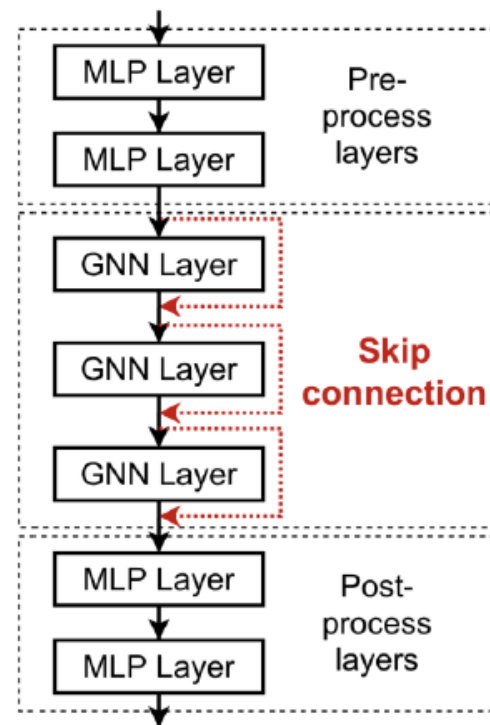 MLP Layer
MLP Layer
Pre-
process
layers
GNN Layer
GNN Layer
GNN Layer
Skip
connection
MLP Layer
MLP Layer
Post-
process
layers